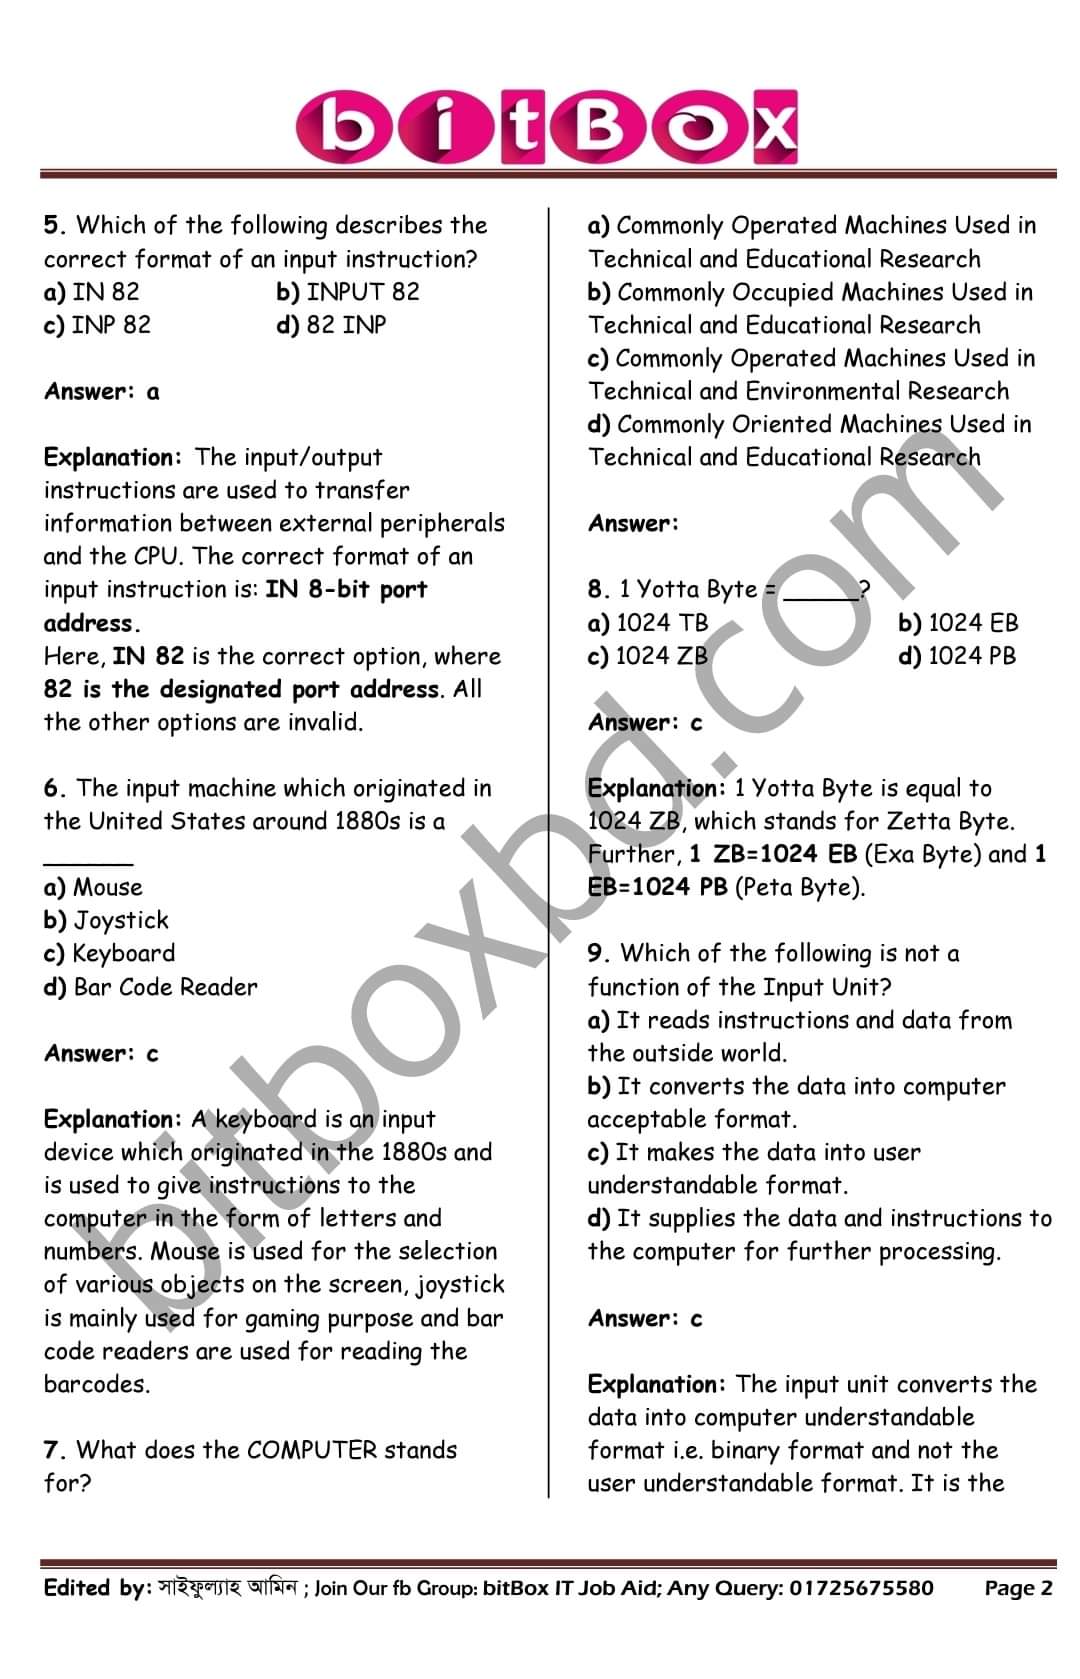 bitBox
5. Which of the following describes the
correct format of an input instruction?
a) IN 82 b) INPUT 82
c) INP 82 d) 82 INP
Answer: a
Explanation: The input/output
instructions are used to transfer
information between external peripherals
and the CPU. The correct format of an
input instruction is: IN 8-bit port
address.
Here, IN 82 is the correct option, where
82 is the designated port address. All
the other options are invalid.
6. The input machine which originated in
the United States around 1880s is a
_______
a) Mouse
b) Joystick
c) Keyboard
d) Bar Code Reader
Answer: c
Explanation: A keyboard is an input
device which originated in the 1880s and
is used to give instructions to the
computer in the form of letters and
numbers. Mouse is used for the selection
of various objects on the screen, joystick
is mainly used for gaming purpose and bar
code readers are used for reading the
barcodes.
7. What does the COMPUTER stands
for?
a) Commonly Operated Machines Used in
Technical and Educational Research
b) Commonly Occupied Machines Used in
Technical and Educational Research
c) Commonly Operated Machines Used in
Technical and Environmental Research
d) Commonly Oriented Machines Used in
Technical and Educational Research
Answer:
8. 1 Yotta Byte = ______?
a) 1024 TB b) 1024 EB
c) 1024 ZB d) 1024 PB
Answer: c
Explanation: 1 Yotta Byte is equal to
1024 ZB, which stands for Zetta Byte.
Further, 1 ZB=1024 EB (Exa Byte) and 1
EB=1024 PB (Peta Byte).
9. Which of the following is not a
function of the Input Unit?
a) It reads instructions and data from
the outside world.
b) It converts the data into computer
acceptable format.
c) It makes the data into user
understandable format.
d) It supplies the data and instructions to
the computer for further processing.
Answer: c
Explanation: The input unit converts the
data into computer understandable
format i.e. binary format and not the
user understandable format. It is the
bitboxbd.com
Edited by: সাইফুল্যাহ আমিন ; Join Our fb Group: bitBox IT Job Aid; Any Query: 01725675580 Page 2